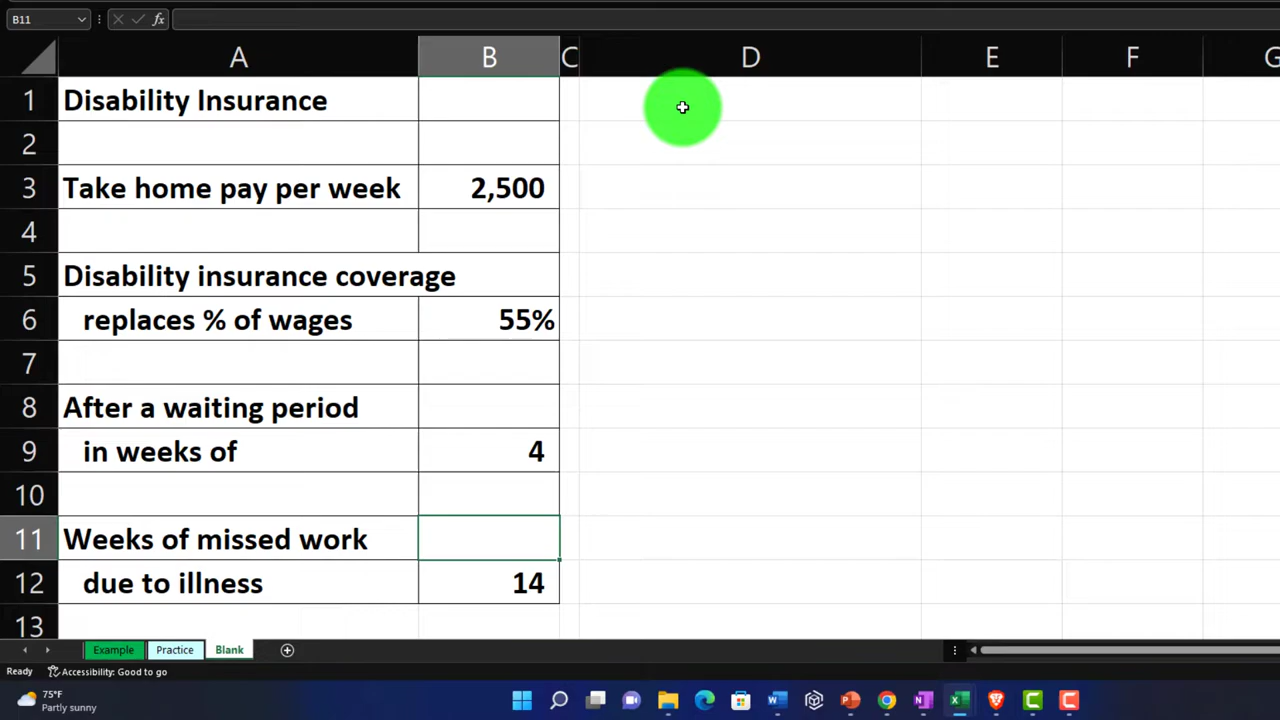 B11
fx
A B C D E F G
1 Disability Insurance
2
3 Take home pay per week 2,500
4
5 Disability insurance coverage
6 replaces % of wages 55%
7
8 After a waiting period
9 in weeks of 4
10
11 Weeks of missed work
12 due to illness 14
13
Example Practice Blank
Ready Accessibility: Good to go
75°F
Partly sunny